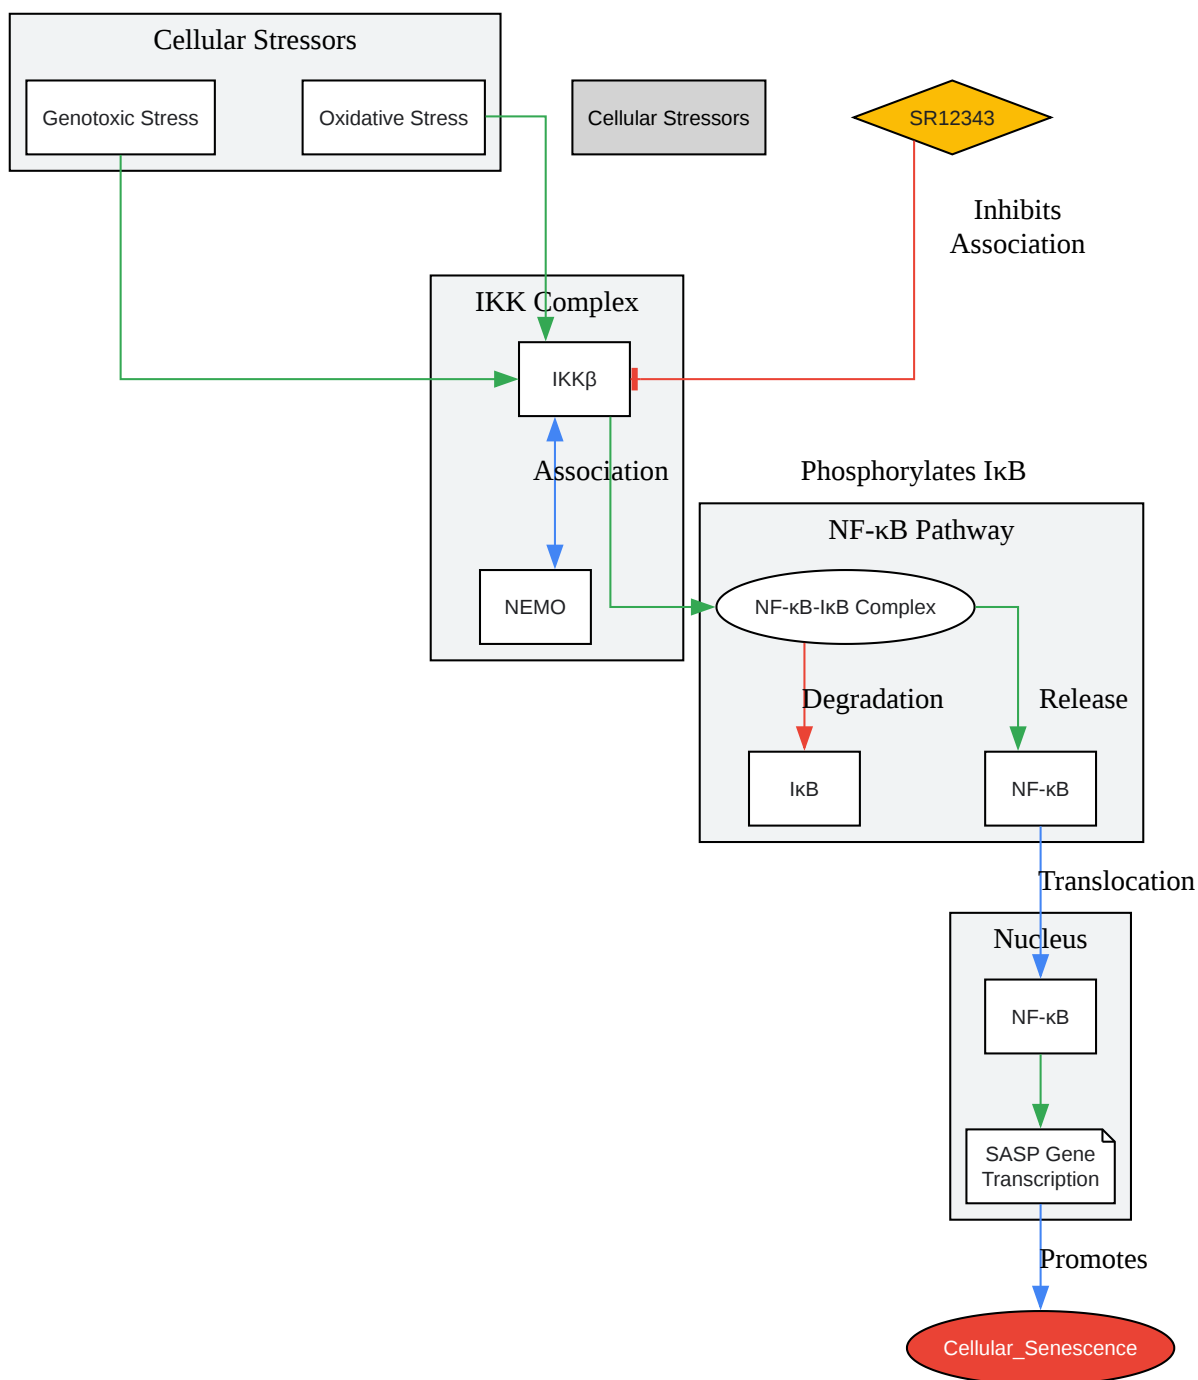 Cellular Stressors
Genotoxic Stress
Oxidative Stress
Cellular Stressors
SR12343
Inhibits
Association
IKK Complex
IKKβ
Association
NEMO
Phosphorylates IκB
NF-κB Pathway
NF-κB-IκB Complex
Degradation
Release
IκB
NF-κB
Translocation
Nucleus
NF-κB
SASP Gene
Transcription
Promotes
Cellular_Senescence